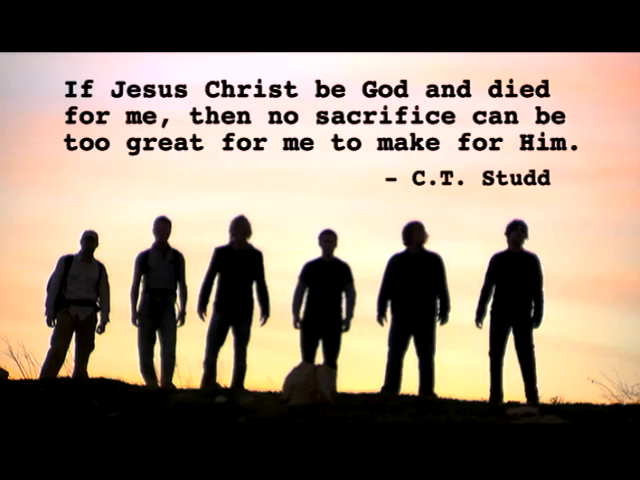 If Jesus Christ be God and died
for me, then no sacrifice can be
too great for me to make for Him.
- C.T. Studd